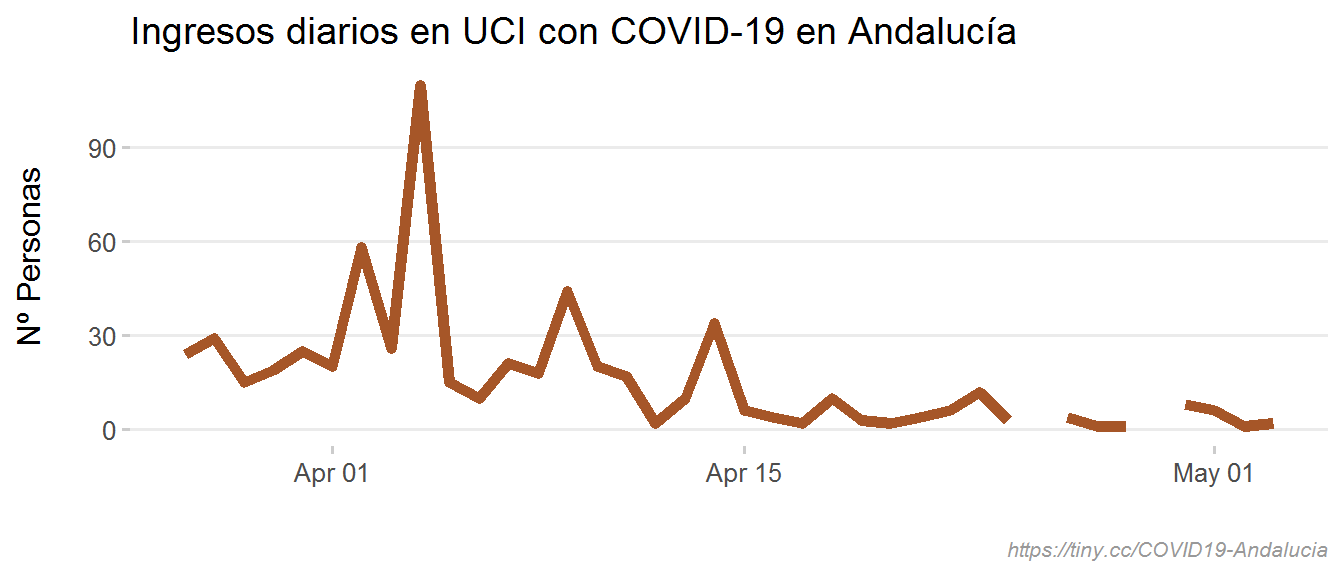 Ingresos diarios en UCI con COVID-19 en Andalucía
Nº Personas
90
60
30
0
Apr 01
Apr 15
May 01
https://tiny.cc/COVID19-Andalucia